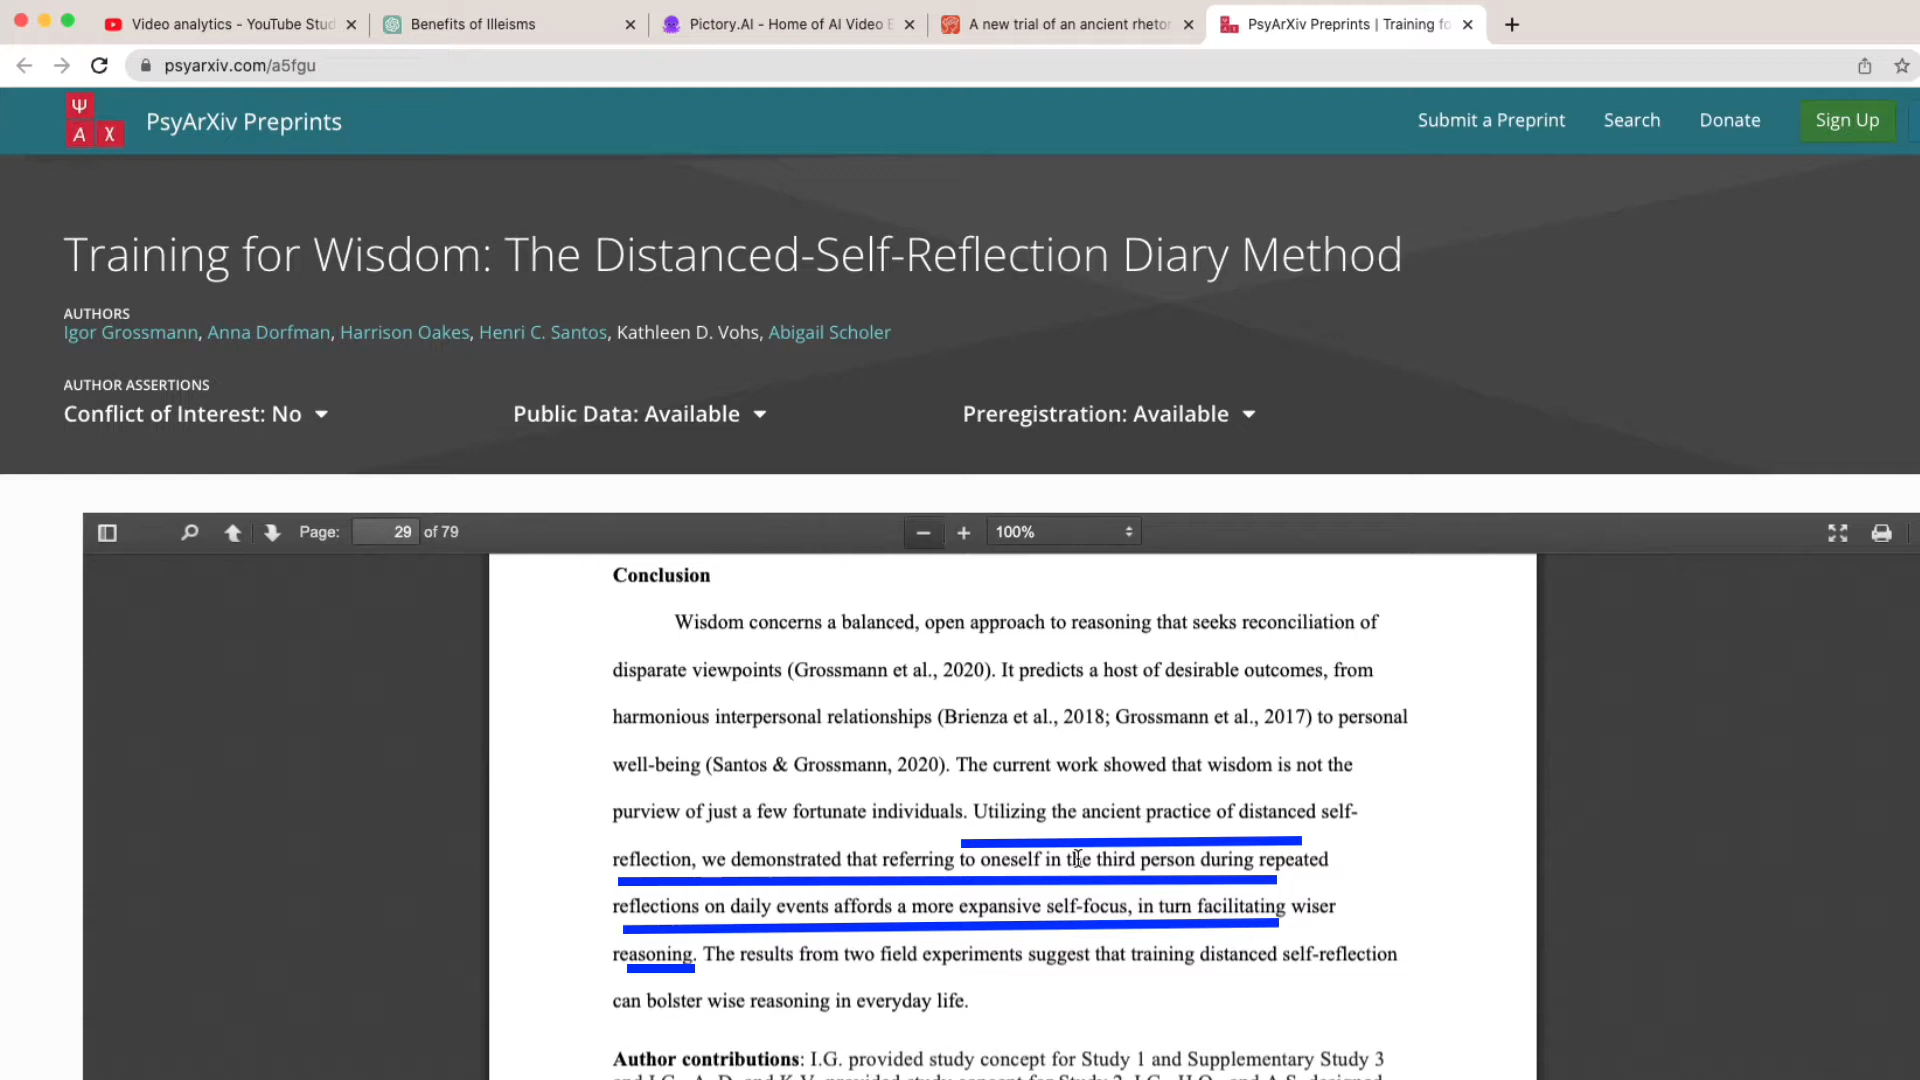 Video analytics - YouTube Stud
Benefits of Illeisms
Pictory.AI - Home of AI Video E
A new trial of an ancient rhetor
PsyArXiv Preprints | Training fo
psyarxiv.com/a5fgu
Ψ
A X
PsyArXiv Preprints
Submit a Preprint
Search
Donate
Sign Up
Training for Wisdom: The Distanced-Self-Reflection Diary Method
AUTHORS
Igor Grossmann, Anna Dorfman, Harrison Oakes, Henri C. Santos, Kathleen D. Vohs, Abigail Scholer
AUTHOR ASSERTIONS
Conflict of Interest: No
Public Data: Available
Preregistration: Available
Page: 29 of 79
100%
Conclusion
Wisdom concerns a balanced, open approach to reasoning that seeks reconciliation of
disparate viewpoints (Grossmann et al., 2020). It predicts a host of desirable outcomes, from
harmonious interpersonal relationships (Brienza et al., 2018; Grossmann et al., 2017) to personal
well-being (Santos & Grossmann, 2020). The current work showed that wisdom is not the
purview of just a few fortunate individuals. Utilizing the ancient practice of distanced self-
reflection, we demonstrated that referring to oneself in the third person during repeated
reflections on daily events affords a more expansive self-focus, in turn facilitating wiser
reasoning. The results from two field experiments suggest that training distanced self-reflection
can bolster wise reasoning in everyday life.
Author contributions: I.G. provided study concept for Study 1 and Supplementary Study 3
and I.G., A. D. and K.V. provided study concept for Study 2. I.G., H.O., and A.S. designed